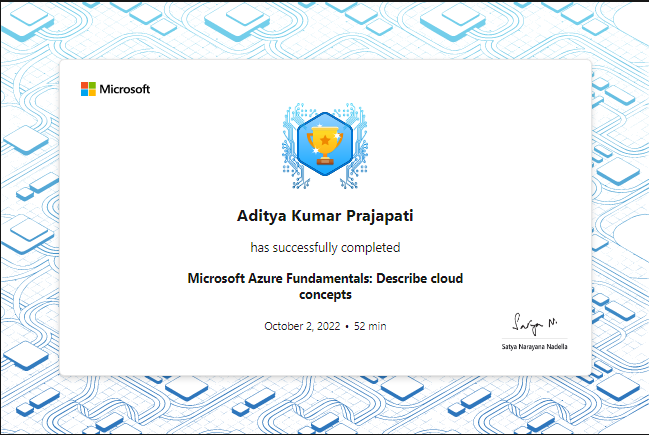 Microsoft
Aditya Kumar Prajapati
has successfully completed
Microsoft Azure Fundamentals: Describe cloud
concepts
October 2, 2022 • 52 min
Satya N.
Satya Narayana Nadella